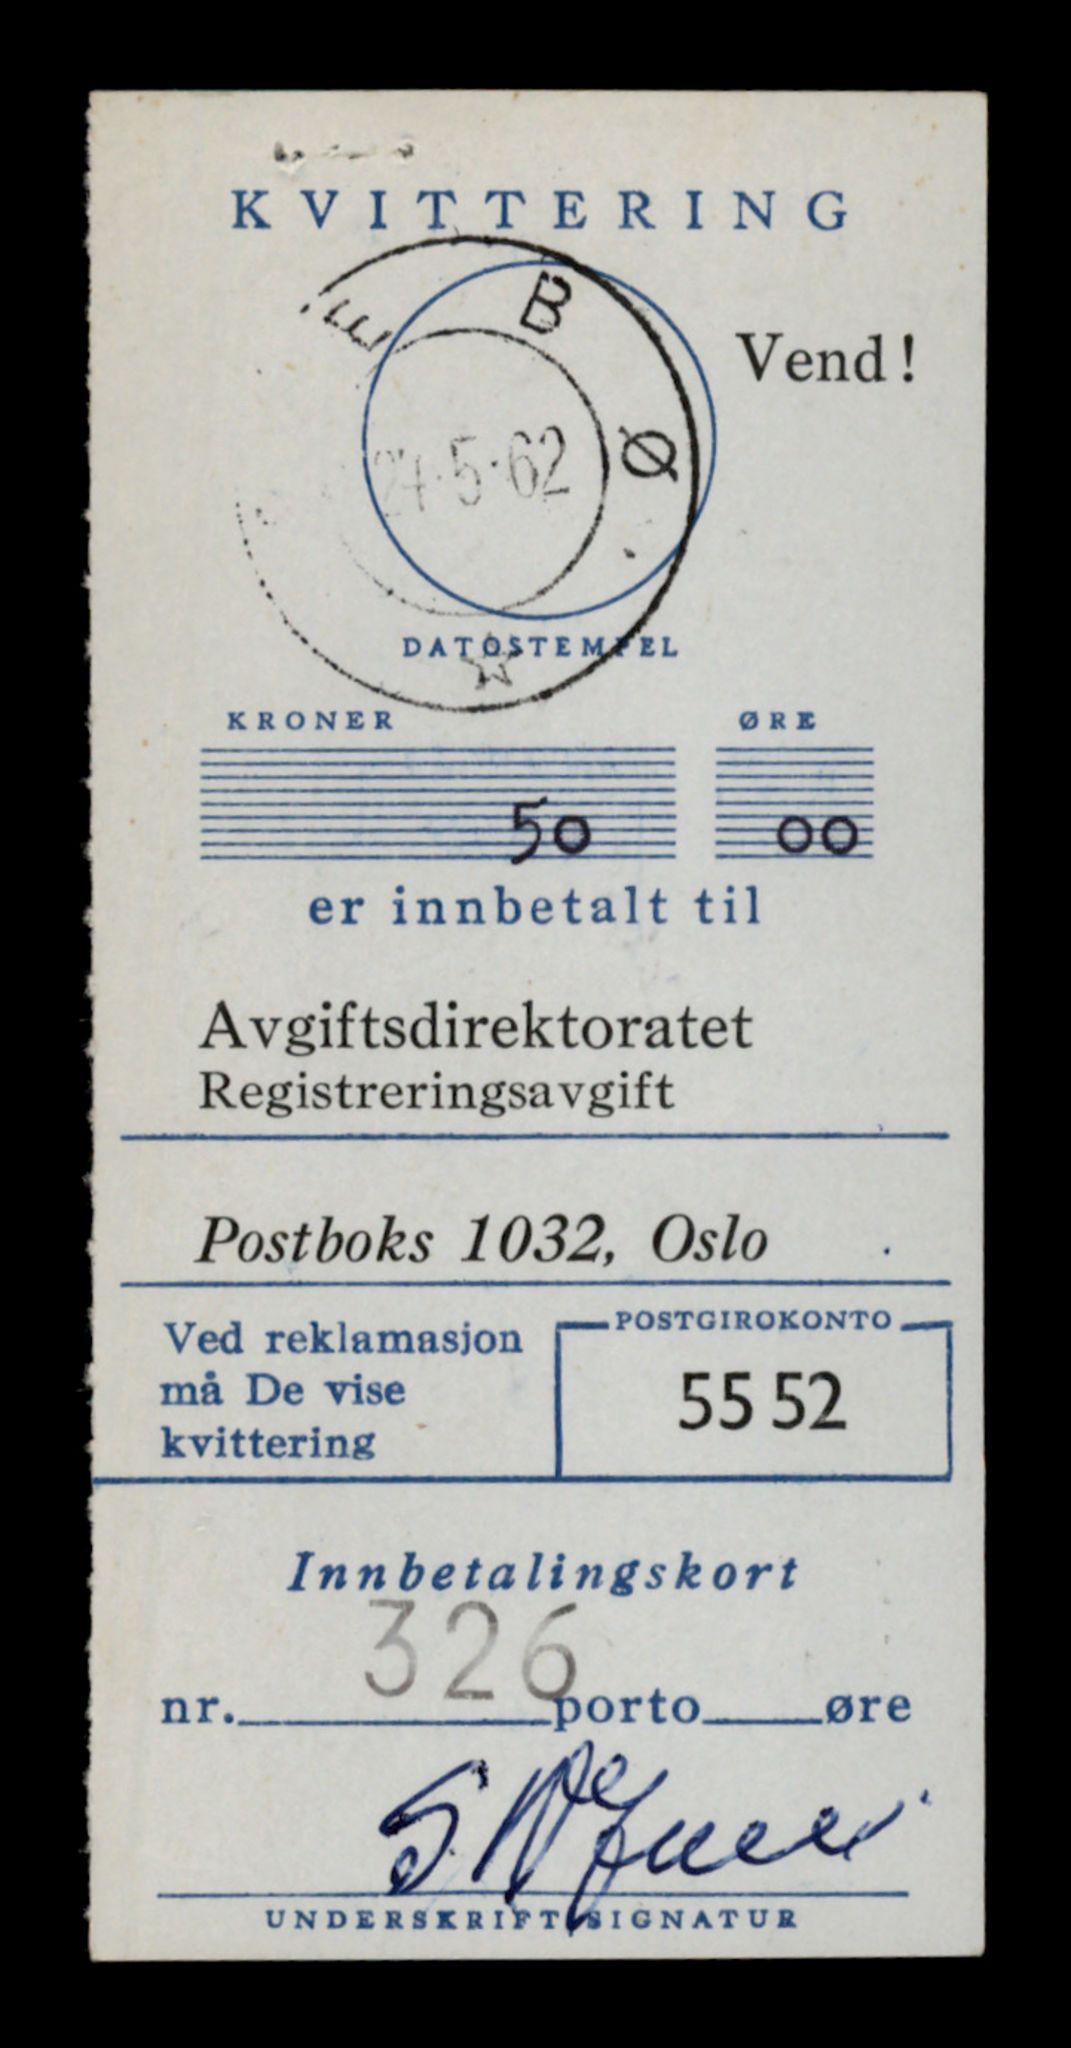 KVITTERING
Vend!
BØ
24·5·62
DATOSTEMPEL
KRONER ØRE
50 00
er innbetalt til
Avgiftsdirektoratet
Registreringsavgift
Postboks 1032, Oslo
Ved reklamasjon
må De vise
kvittering
POSTGIROKONTO
55 52
Innbetalingskort
326
nr. porto øre
UNDERSKRIFT/SIGNATUR